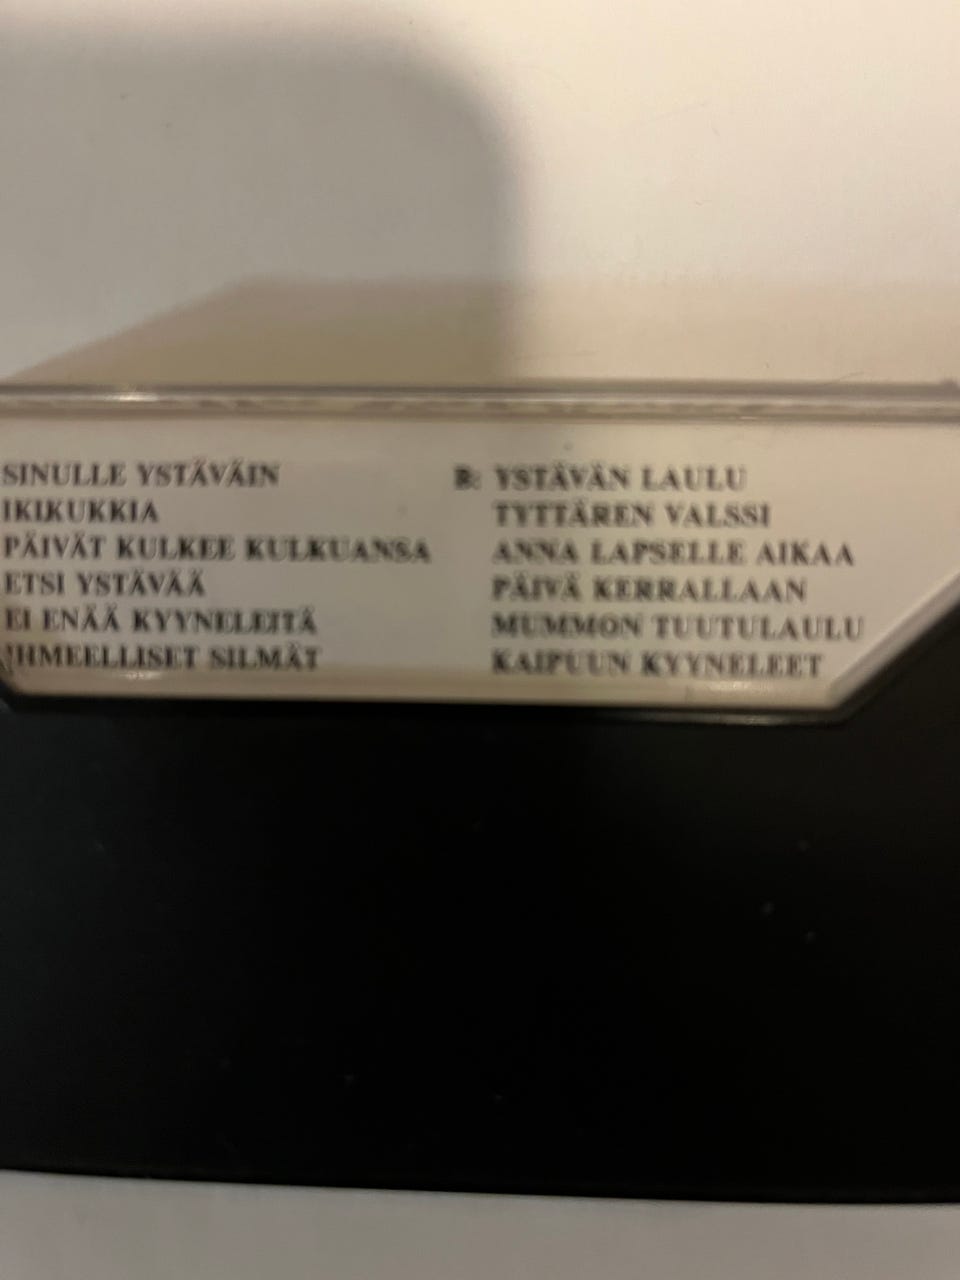 SINULLE YSTÄVÄIN
IKIKUKKIA
PÄIVÄT KULKEE KULKUANSA
ETSI YSTÄVÄÄ
EI ENÄÄ KYYNELEITÄ
IHMEELLISET SILMÄT
B: YSTÄVÄN LAULU
TYTTÄREN VALSSI
ANNA LAPSELLE AIKAA
PÄIVÄ KERRALLAAN
MUMMON TUUTULAULU
KAIPUUN KYYNELEET